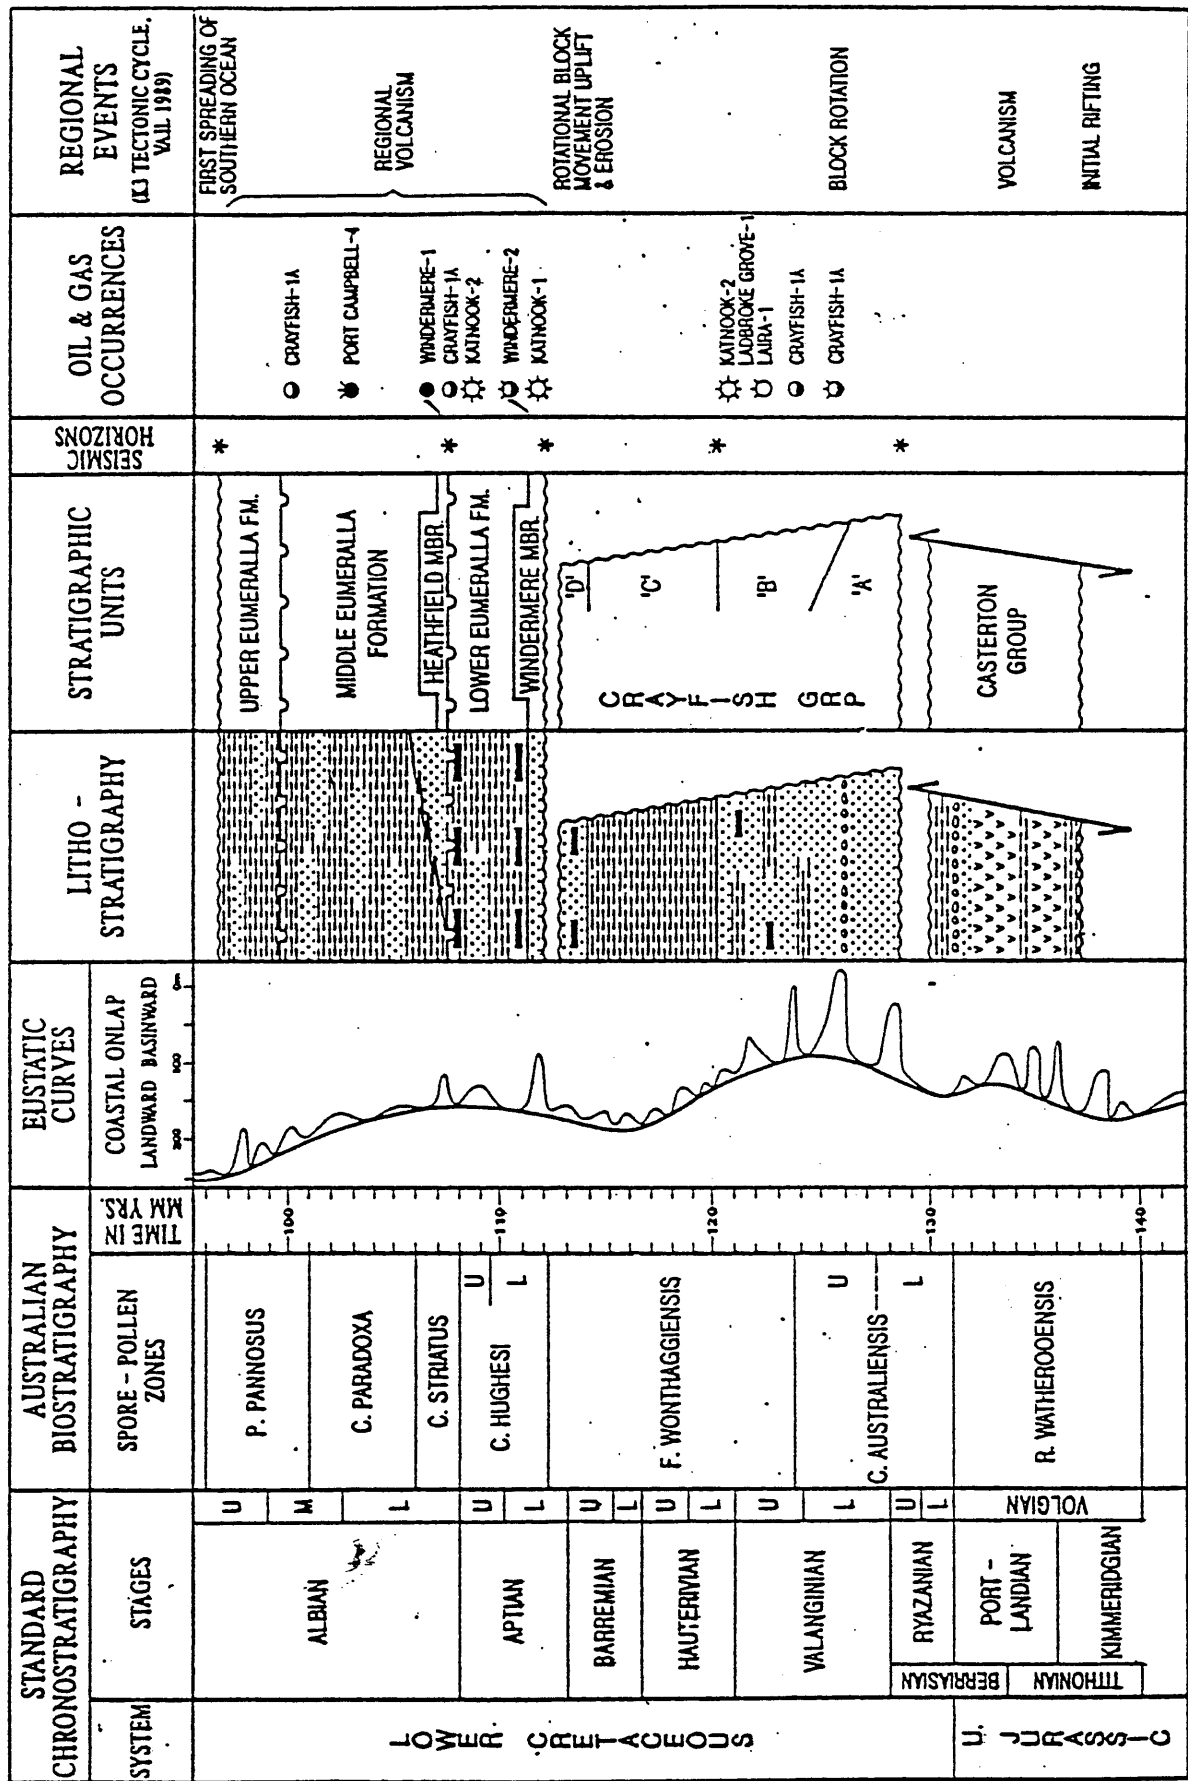 STANDARD
CHRONOSTRATIGRAPHY
SYSTEM
STAGES
AUSTRALIAN
BIOSTRATIGRAPHY
SPORE - POLLEN
ZONES
TIME IN
MM YRS.
EUSTATIC
CURVES
COASTAL ONLAP
LANDWARD BASINWARD
LITHO -
STRATIGRAPHY
STRATIGRAPHIC
UNITS
SEISMIC
HORIZONS
OIL & GAS
OCCURRENCES
REGIONAL
EVENTS
(K3 TECTONIC CYCLE,
VAIL 1989)
LOWER CRETACEOUS
U. JURASSIC
ALBIAN
APTIAN
BARREMIAN
HAUTERIVIAN
VALANGINIAN
RYAZANIAN
PORT -
LANDIAN
KIMMERIDGIAN
BERRIASIAN
TITHONIAN
U
M
L
U
L
U
L
U
L
U
L
U
L
VOLGIAN
P. PANNOSUS
C. PARADOXA
C. STRIATUS
C. HUGHESI
U
L
F. WONTHAGGIENSIS
C. AUSTRALIENSIS
U
L
R. WATHEROOENSIS
100
110
120
130
140
200
100
UPPER EUMERALLA FM.
MIDDLE EUMERALLA
FORMATION
HEATHFIELD MBR.
LOWER EUMERALLA FM.
WINDERMERE MBR.
CRAYFISH GRP
'D'
'C'
'B'
'A'
CASTERTON
GROUP
*
*
*
*
*
CRAYFISH-1A
PORT CAMPBELL-4
WINDERMERE-1
CRAYFISH-1A
KATNOOK-2
WINDERMERE-2
KATNOOK-1
KATNOOK-2
LADBROKE GROVE-1
LAIRA-1
CRAYFISH-1A
CRAYFISH-1A
FIRST SPREADING OF
SOUTHERN OCEAN
REGIONAL
VOLCANISM
ROTATIONAL BLOCK
MOVEMENT UPLIFT
& EROSION
BLOCK ROTATION
VOLCANISM
INITIAL RIFTING